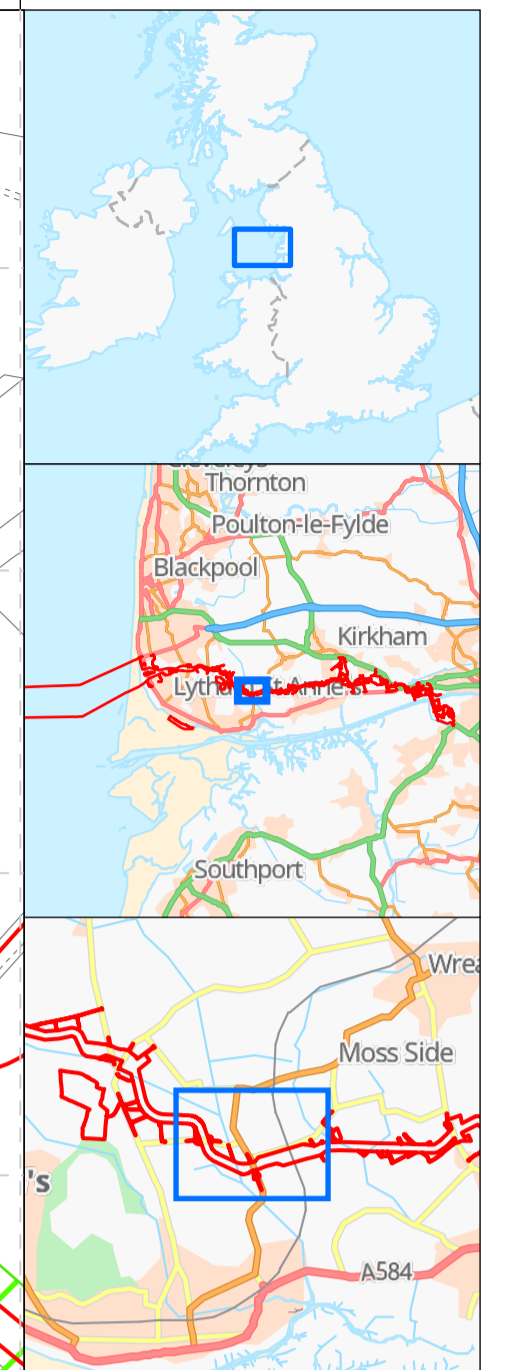 Thornton
Poulton-le-Fylde
Blackpool
Kirkham
Southport
Moss Side
's
A584